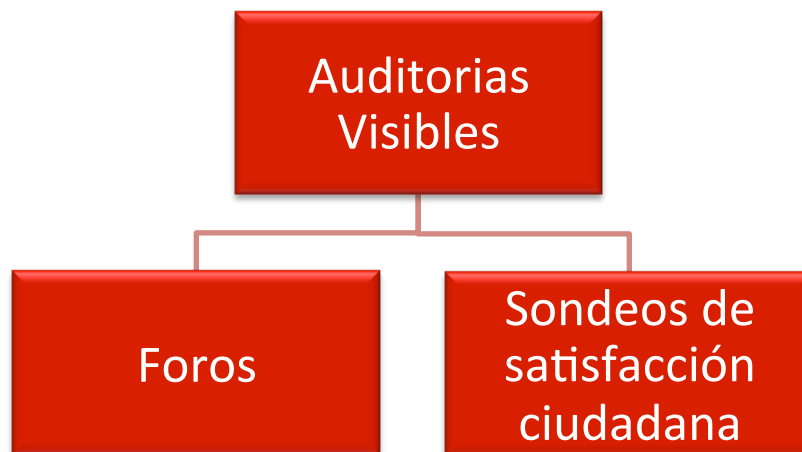 Auditorias
Visibles
Foros
Sondeos de
satisfacción
ciudadana